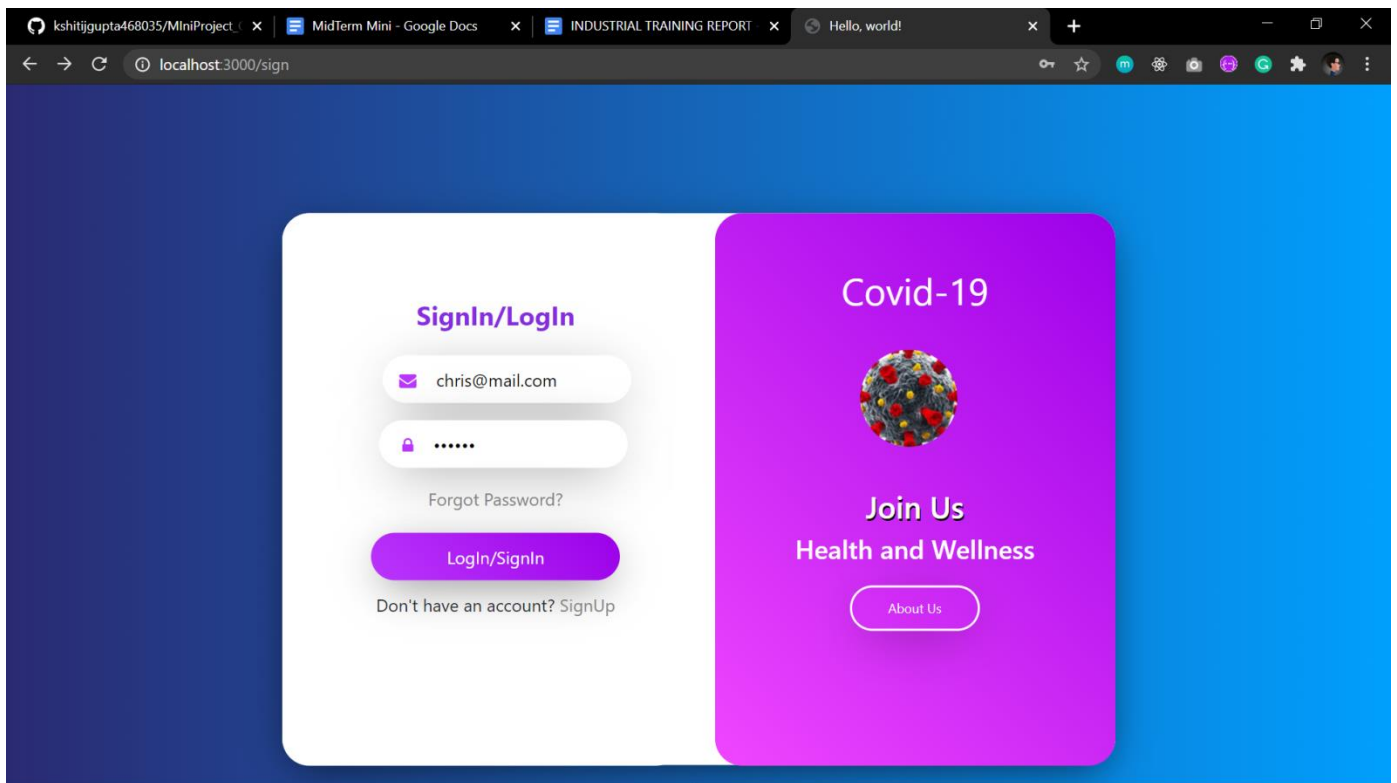 kshitijgupta468035/MIniProject_
MidTerm Mini - Google Docs
INDUSTRIAL TRAINING REPORT -
Hello, world!
localhost:3000/sign
SignIn/LogIn
chris@mail.com
••••••
Forgot Password?
LogIn/SignIn
Don't have an account? SignUp
Covid-19
Join Us
Health and Wellness
About Us